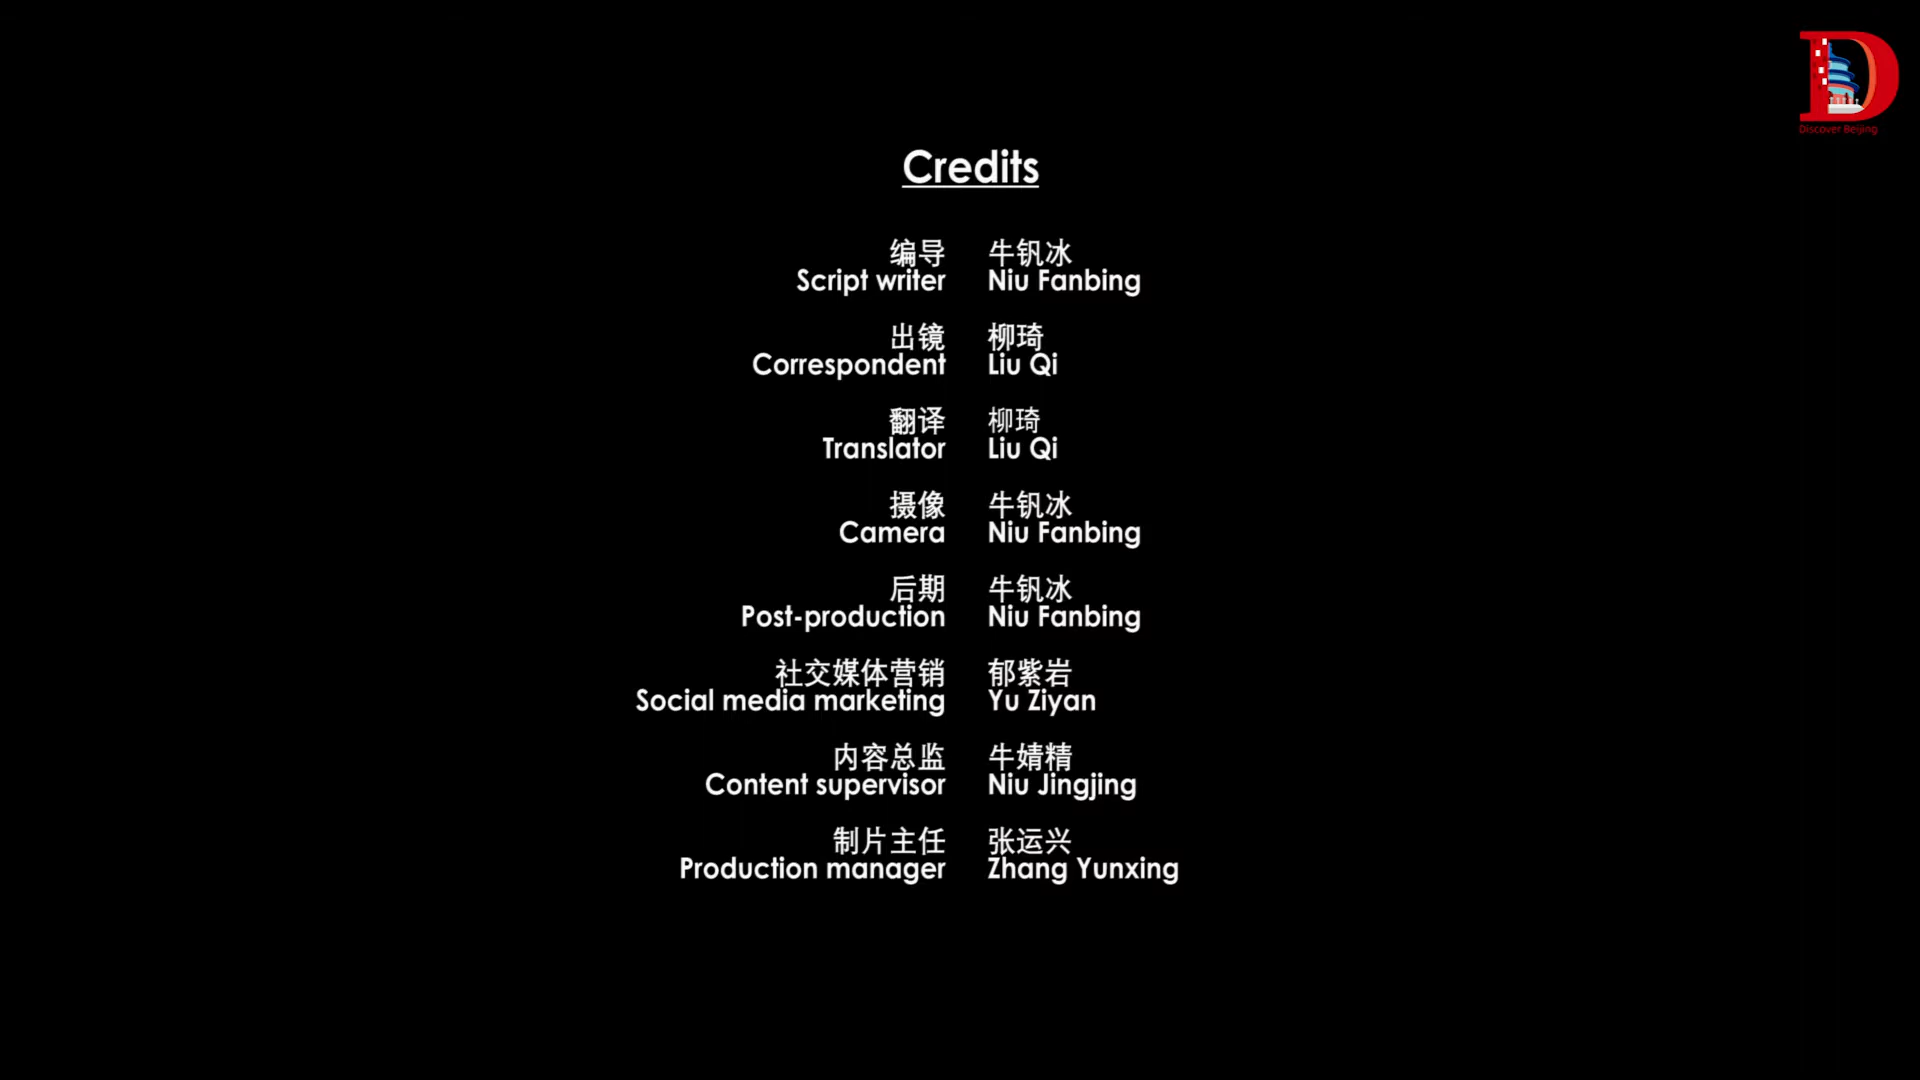 Discover Beijing
Credits
编导 牛钒冰
Script writer Niu Fanbing
出镜 柳琦
Correspondent Liu Qi
翻译 柳琦
Translator Liu Qi
摄像 牛钒冰
Camera Niu Fanbing
后期 牛钒冰
Post-production Niu Fanbing
社交媒体营销 郁紫岩
Social media marketing Yu Ziyan
内容总监 牛婧精
Content supervisor Niu Jingjing
制片主任 张运兴
Production manager Zhang Yunxing